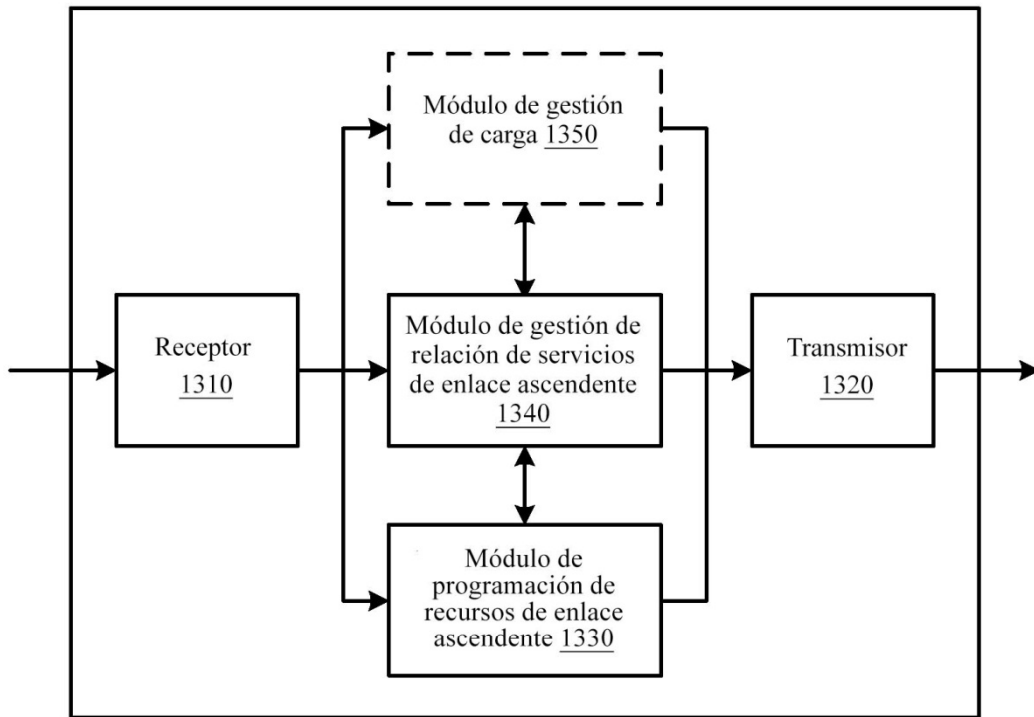 Módulo de gestión
de carga 1350
Receptor
1310
Módulo de gestión de
relación de servicios
de enlace ascendente
1340
Transmisor
1320
Módulo de
programación de
recursos de enlace
ascendente 1330